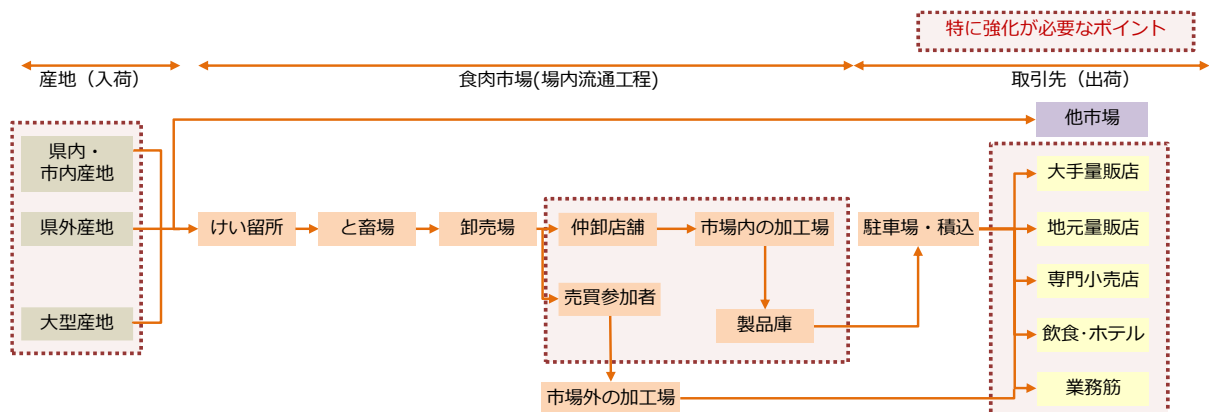 特に強化が必要なポイント
産地（入荷）
食肉市場(場内流通工程)
取引先（出荷）
他市場
県内・
市内産地
大手量販店
県外産地
けい留所
と畜場
卸売場
仲卸店舗
市場内の加工場
駐車場・積込
地元量販店
専門小売店
売買参加者
大型産地
製品庫
飲食･ホテル
市場外の加工場
業務筋